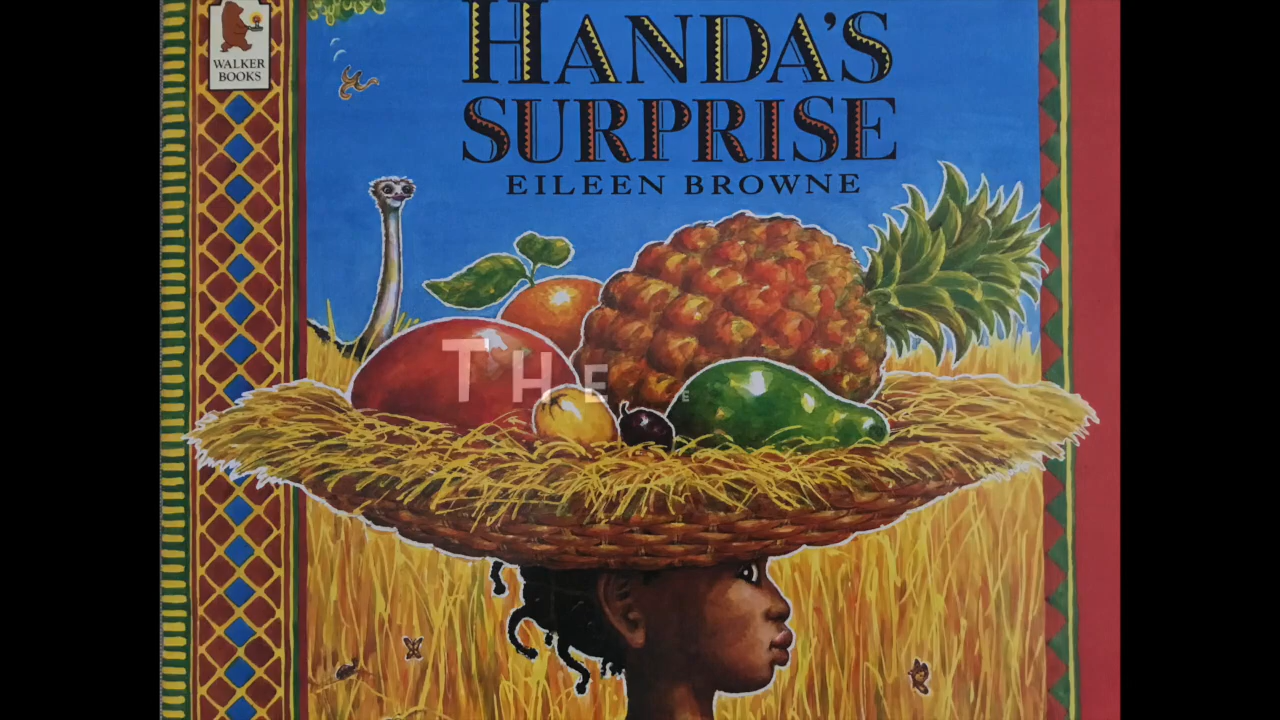 WALKER
BOOKS
HANDA'S
SURPRISE
EILEEN BROWNE
THE